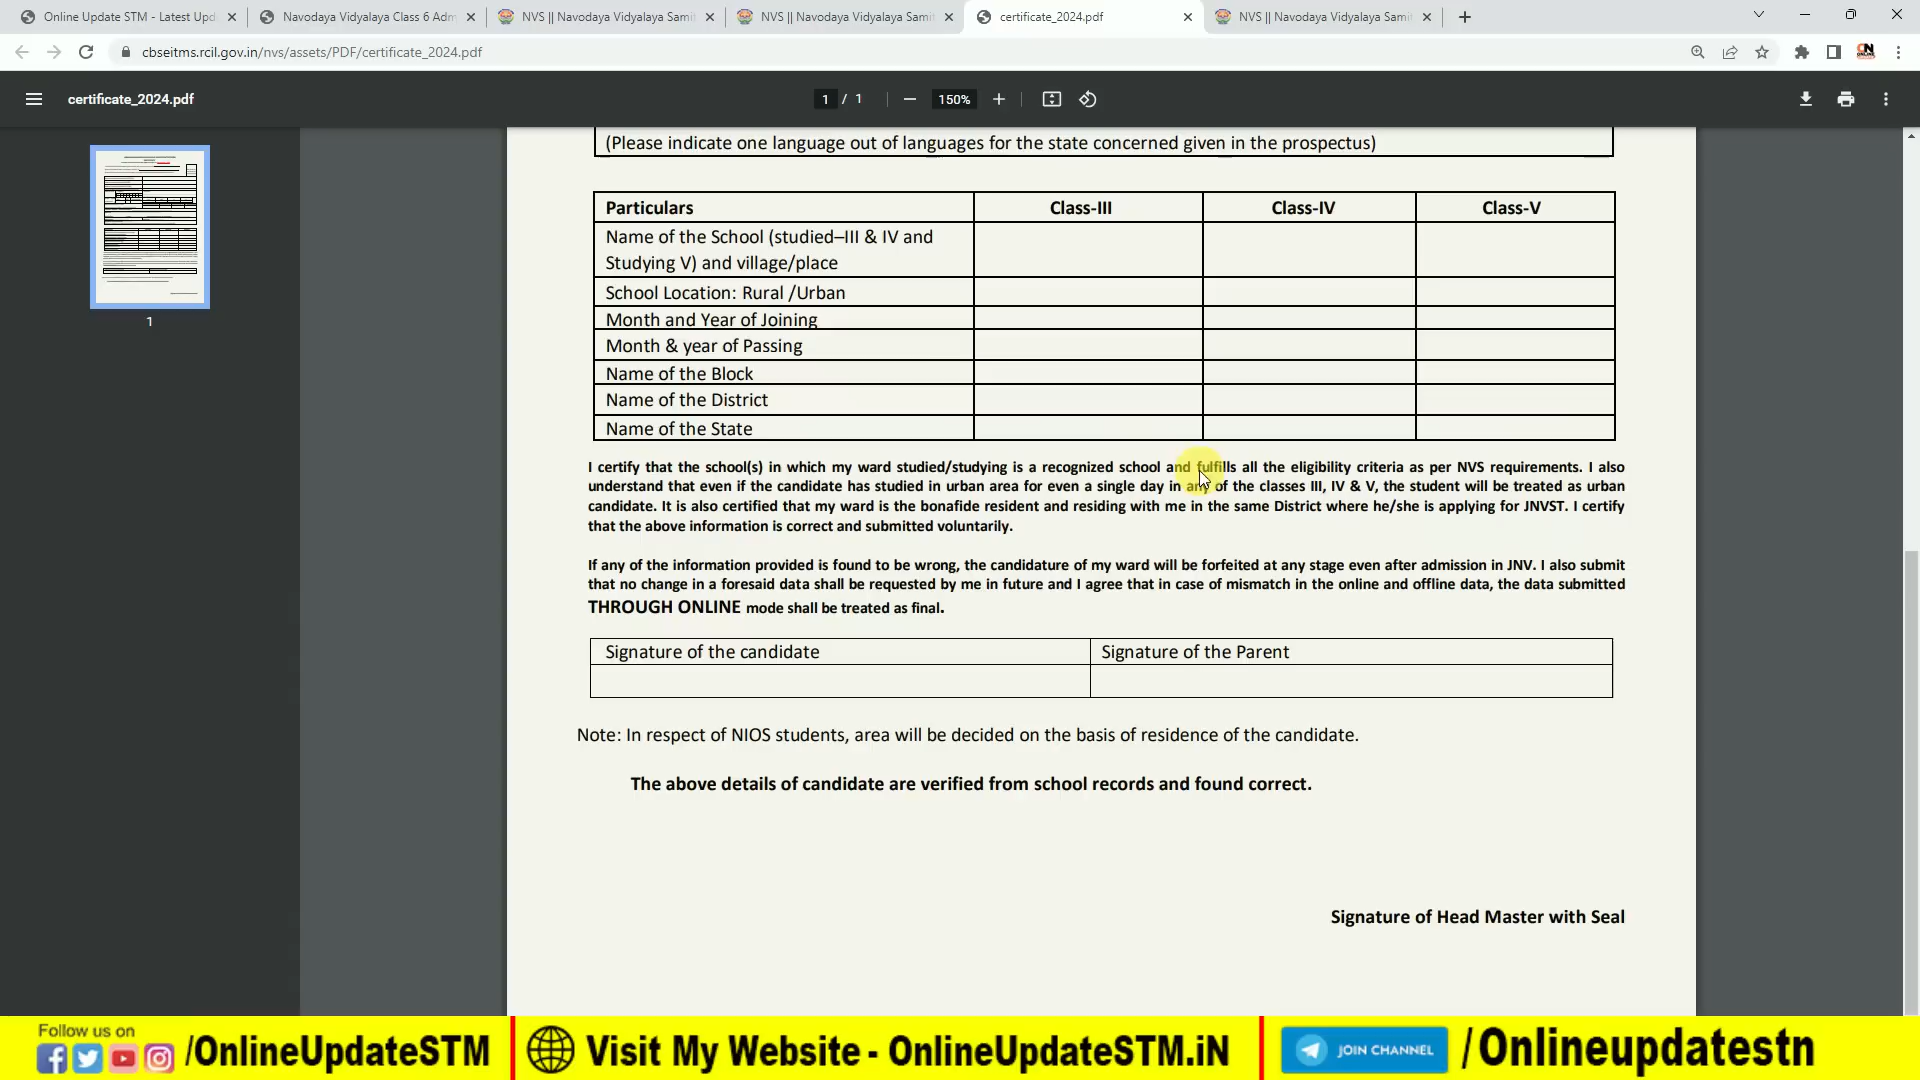 Online Update STM - Latest Upd
Navodaya Vidyalaya Class 6 Adm
NVS || Navodaya Vidyalaya Samit
NVS || Navodaya Vidyalaya Samit
certificate_2024.pdf
NVS || Navodaya Vidyalaya Samit
cbseitms.rcil.gov.in/nvs/assets/PDF/certificate_2024.pdf
certificate_2024.pdf
1 / 1
150%
1
(Please indicate one language out of languages for the state concerned given in the prospectus)
Particulars Class-III Class-IV Class-V
Name of the School (studied–III & IV and
Studying V) and village/place
School Location: Rural /Urban
Month and Year of Joining
Month & year of Passing
Name of the Block
Name of the District
Name of the State
I certify that the school(s) in which my ward studied/studying is a recognized school and fulfills all the eligibility criteria as per NVS requirements. I also
understand that even if the candidate has studied in urban area for even a single day in any of the classes III, IV & V, the student will be treated as urban
candidate. It is also certified that my ward is the bonafide resident and residing with me in the same District where he/she is applying for JNVST. I certify
that the above information is correct and submitted voluntarily.
If any of the information provided is found to be wrong, the candidature of my ward will be forfeited at any stage even after admission in JNV. I also submit
that no change in a foresaid data shall be requested by me in future and I agree that in case of mismatch in the online and offline data, the data submitted
THROUGH ONLINE mode shall be treated as final.
Signature of the candidate Signature of the Parent
Note: In respect of NIOS students, area will be decided on the basis of residence of the candidate.
The above details of candidate are verified from school records and found correct.
Signature of Head Master with Seal
Follow us on
/OnlineUpdateSTM
Visit My Website - OnlineUpdateSTM.iN
JOIN CHANNEL
/Onlineupdatestn